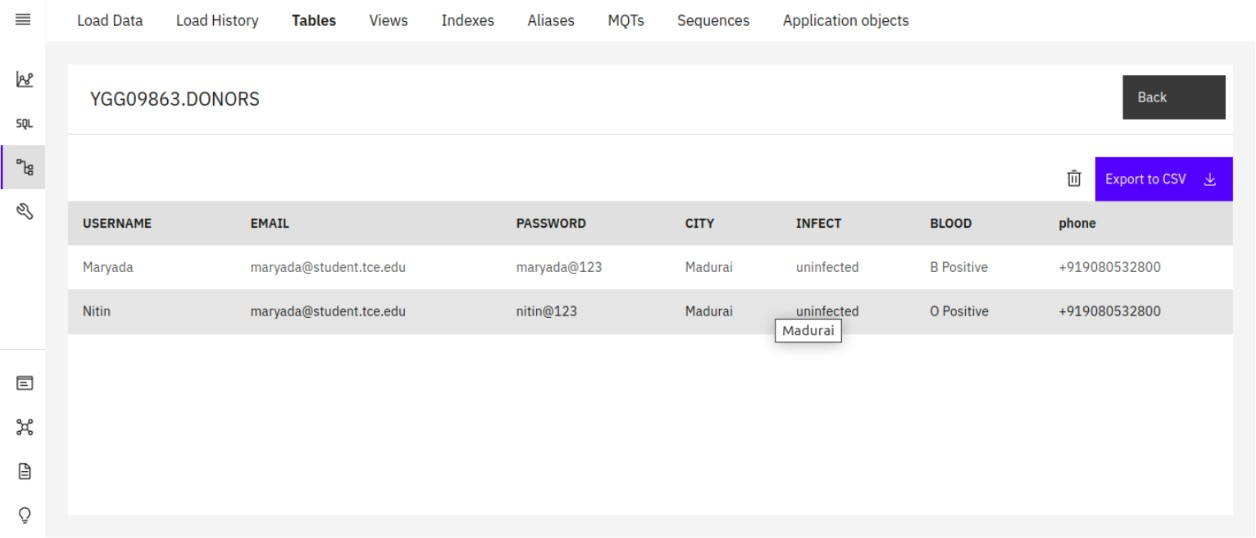 Load Data Load History Tables Views Indexes Aliases MQTs Sequences Application objects
YGG09863.DONORS Back
SQL
Export to CSV
USERNAME EMAIL PASSWORD CITY INFECT BLOOD phone
Maryada maryada@student.tce.edu maryada@123 Madurai uninfected B Positive +919080532800
Nitin maryada@student.tce.edu nitin@123 Madurai uninfected O Positive +919080532800
Madurai